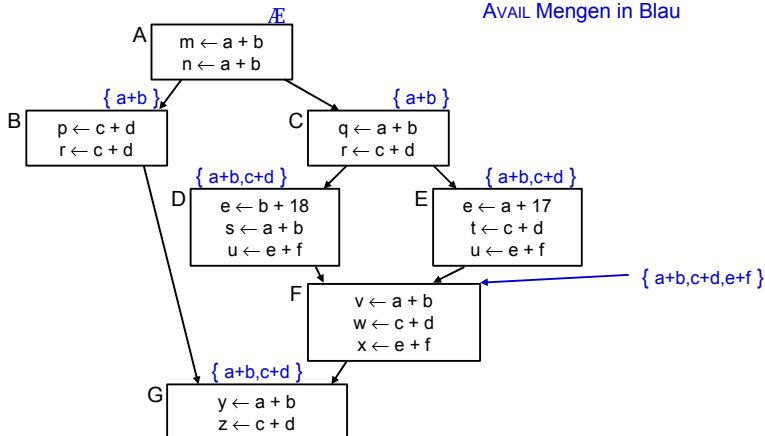 Æ
AVAIL Mengen in Blau
A
m ← a + b
n ← a + b
{ a+b }
{ a+b }
B
p ← c + d
r ← c + d
C
q ← a + b
r ← c + d
{ a+b,c+d }
{ a+b,c+d }
D
e ← b + 18
s ← a + b
u ← e + f
E
e ← a + 17
t ← c + d
u ← e + f
{ a+b,c+d,e+f }
F
v ← a + b
w ← c + d
x ← e + f
{ a+b,c+d }
G
y ← a + b
z ← c + d